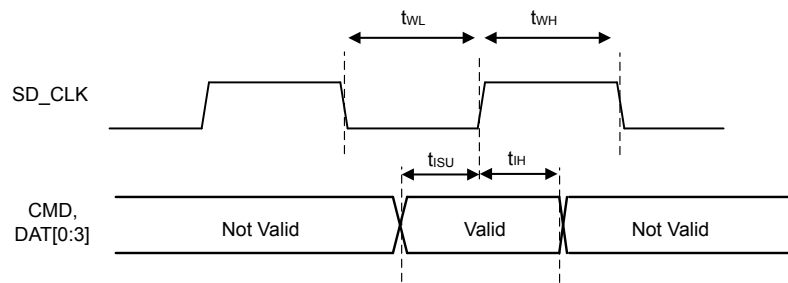 tWL tWH
SD_CLK
tISU tIH
CMD,
DAT[0:3]
Not Valid Valid Not Valid